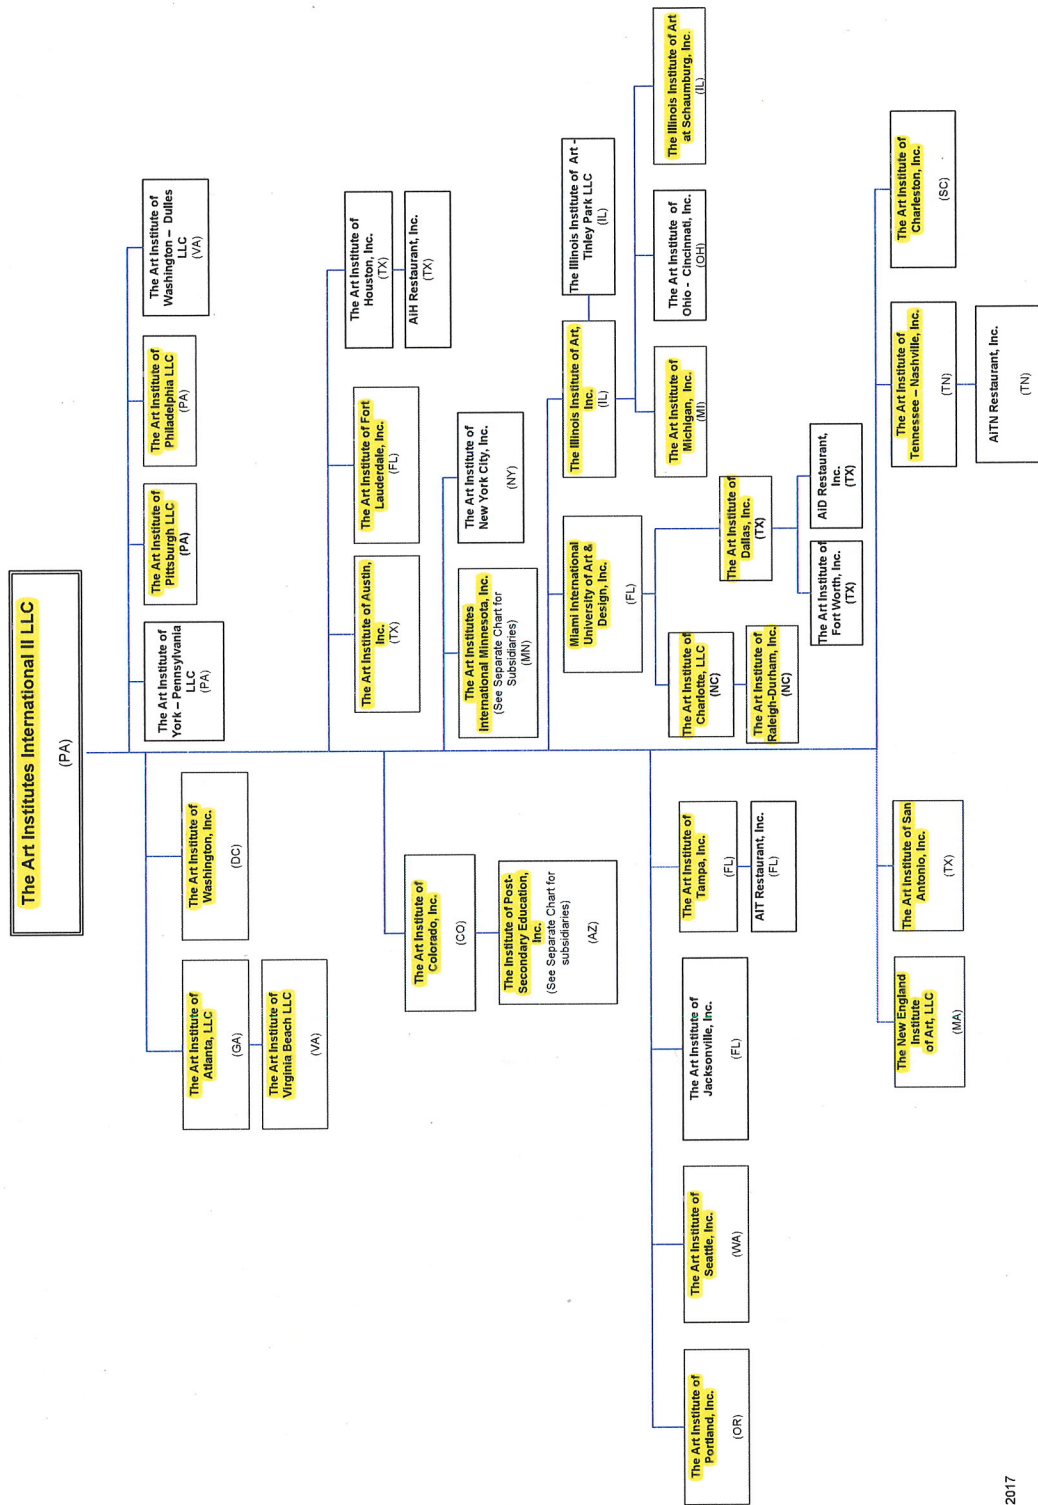 The Art Institutes International II LLC
(PA)
The Art Institute of
York – Pennsylvania
LLC
(PA)
The Art Institute of
Pittsburgh LLC
(PA)
The Art Institute of
Philadelphia LLC
(PA)
The Art Institute of
Washington – Dulles
LLC
(VA)
The Art Institute of
Atlanta, LLC
(GA)
The Art Institute of
Virginia Beach LLC
(VA)
The Art Institute of
Washington, Inc.
(DC)
The Art Institute of Austin,
Inc.
(TX)
The Art Institute of Fort
Lauderdale, Inc.
(FL)
The Art Institute of
Houston, Inc.
(TX)
AiH Restaurant, Inc.
(TX)
The Art Institute of
Colorado, Inc.
(CO)
The Institute of Post-
Secondary Education,
Inc.
(See Separate Chart for
subsidiaries)
(AZ)
The Art Institutes
International Minnesota, Inc.
(See Separate Chart for
Subsidiaries)
(MN)
The Art Institute of
New York City, Inc.
(NY)
Miami International
University of Art &
Design, Inc.
(FL)
The Illinois Institute of Art,
Inc.
(IL)
The Illinois Institute of Art -
Tinley Park LLC
(IL)
The Art Institute of
Michigan, Inc.
(MI)
The Art Institute of
Ohio - Cincinnati, Inc.
(OH)
The Illinois Institute of Art
at Schaumburg, Inc.
(IL)
The Art Institute of
Charlotte, LLC
(NC)
The Art Institute of
Raleigh-Durham, Inc.
(NC)
The Art Institute of
Dallas, Inc.
(TX)
The Art Institute of
Fort Worth, Inc.
(TX)
AiD Restaurant,
Inc.
(TX)
The Art Institute of
Portland, Inc.
(OR)
The Art Institute of
Seattle, Inc.
(WA)
The Art Institute of
Jacksonville, Inc.
(FL)
The Art Institute of
Tampa, Inc.
(FL)
AIT Restaurant, Inc.
(FL)
The New England
Institute
of Art, LLC
(MA)
The Art Institute of San
Antonio, Inc.
(TX)
The Art Institute of
Tennessee – Nashville, Inc.
(TN)
AiTN Restaurant, Inc.
(TN)
The Art Institute of
Charleston, Inc.
(SC)
2017